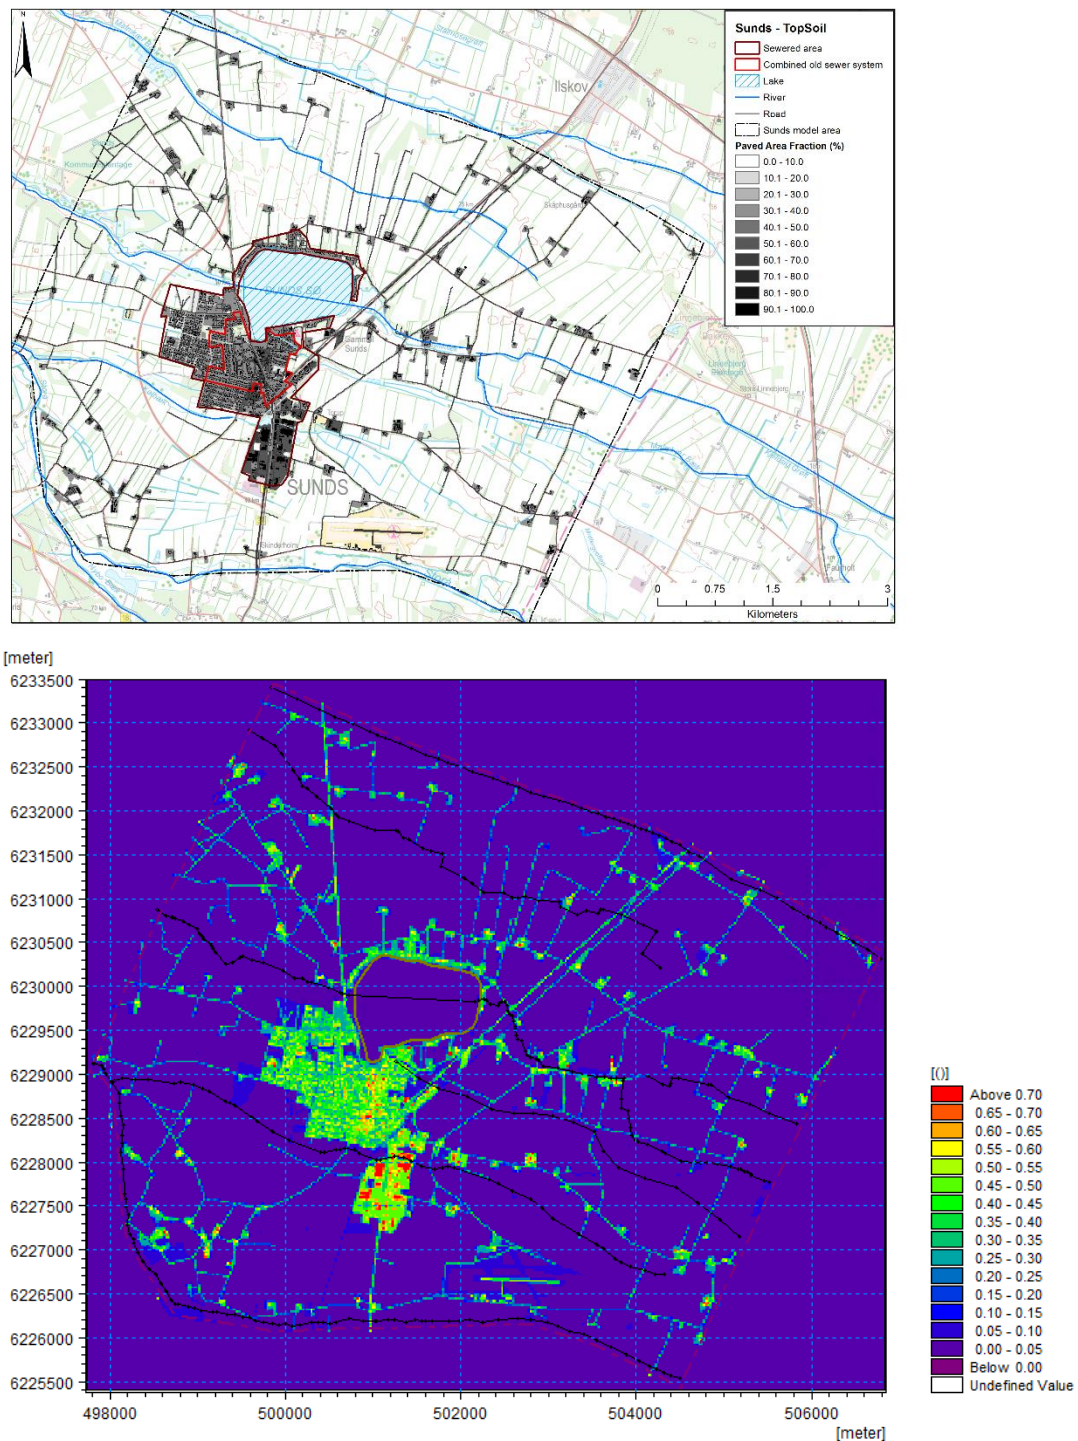 N
Sunds - TopSoil
Sewered area
Combined old sewer system
Lake
River
Road
Sunds model area
Paved Area Fraction (%)
0.0 - 10.0
10.1 - 20.0
20.1 - 30.0
30.1 - 40.0
40.1 - 50.0
50.1 - 60.0
60.1 - 70.0
70.1 - 80.0
80.1 - 90.0
90.1 - 100.0
Ilskov
Skåphusgård
SUNDS SØ
Gammel
Sunds
SUNDS
0 0.75 1.5 3
Kilometers
[meter]
6233500
6233000
6232500
6232000
6231500
6231000
6230500
6230000
6229500
6229000
6228500
6228000
6227500
6227000
6226500
6226000
6225500
498000 500000 502000 504000 506000
[meter]
[()]
Above 0.70
0.65 - 0.70
0.60 - 0.65
0.55 - 0.60
0.50 - 0.55
0.45 - 0.50
0.40 - 0.45
0.35 - 0.40
0.30 - 0.35
0.25 - 0.30
0.20 - 0.25
0.15 - 0.20
0.10 - 0.15
0.05 - 0.10
0.00 - 0.05
Below 0.00
Undefined Value